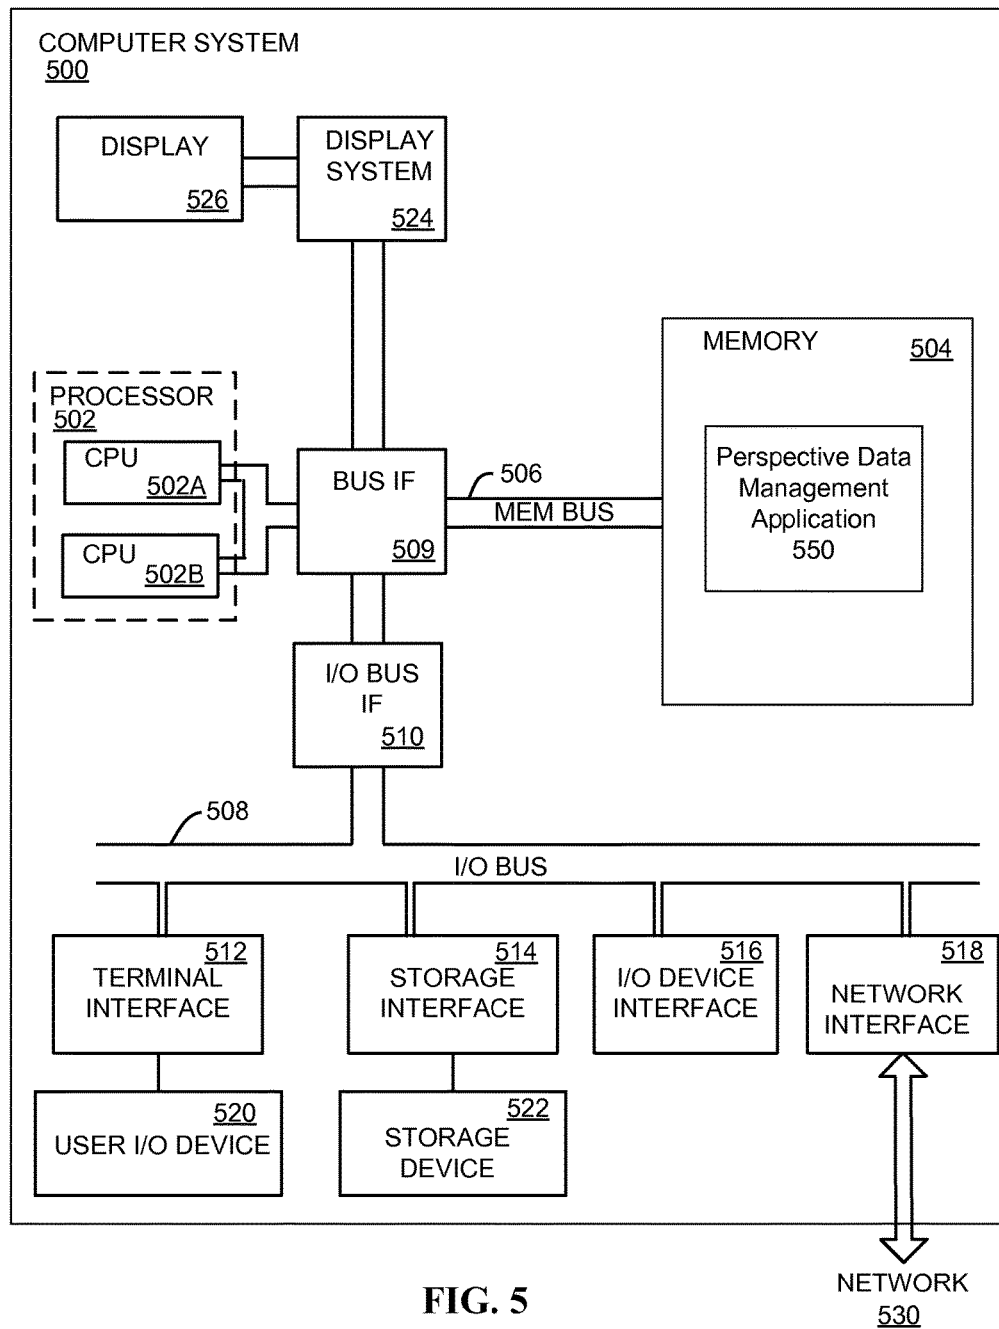 COMPUTER SYSTEM
500
DISPLAY
526
DISPLAY
SYSTEM
524
MEMORY 504
Perspective Data
Management
Application
550
PROCESSOR
502
CPU
502A
CPU
502B
BUS IF
509
506
MEM BUS
I/O BUS
IF
510
508
I/O BUS
512
TERMINAL
INTERFACE
514
STORAGE
INTERFACE
516
I/O DEVICE
INTERFACE
518
NETWORK
INTERFACE
520
USER I/O DEVICE
522
STORAGE
DEVICE
NETWORK
530
FIG. 5